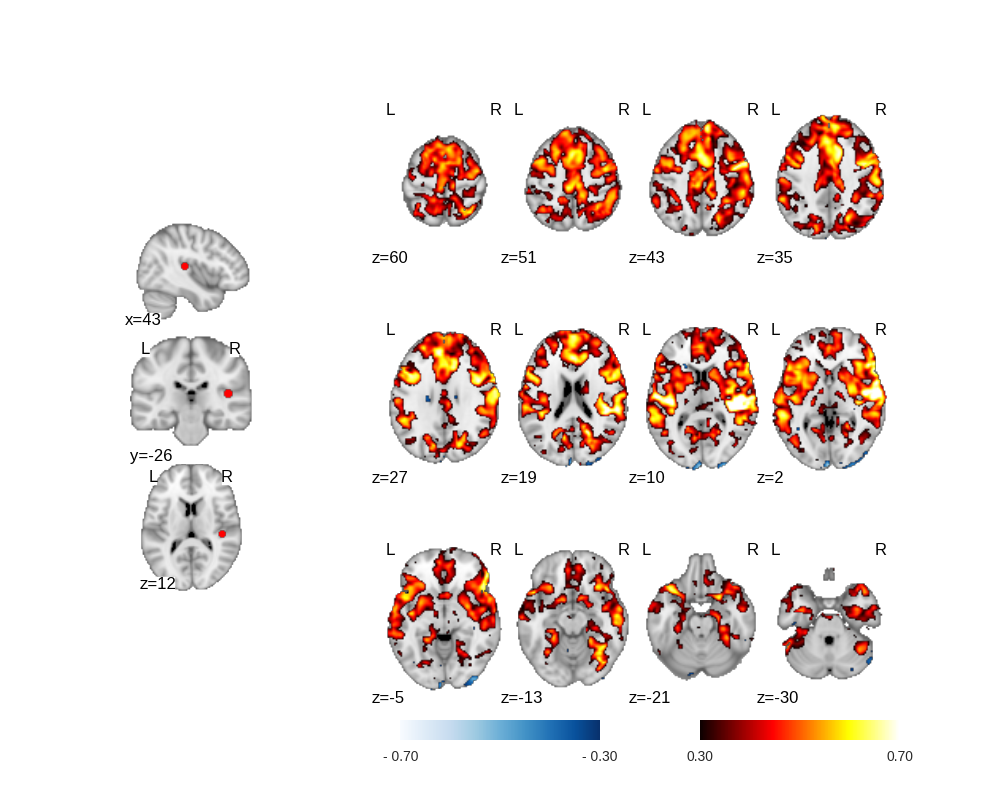 L R L R L R L R
z=60 z=51 z=43 z=35
x=43
L R
y=-26
L R
z=12
L R L R L R L R
z=27 z=19 z=10 z=2
L R L R L R L R
z=-5 z=-13 z=-21 z=-30
- 0.70 - 0.30 0.30 0.70